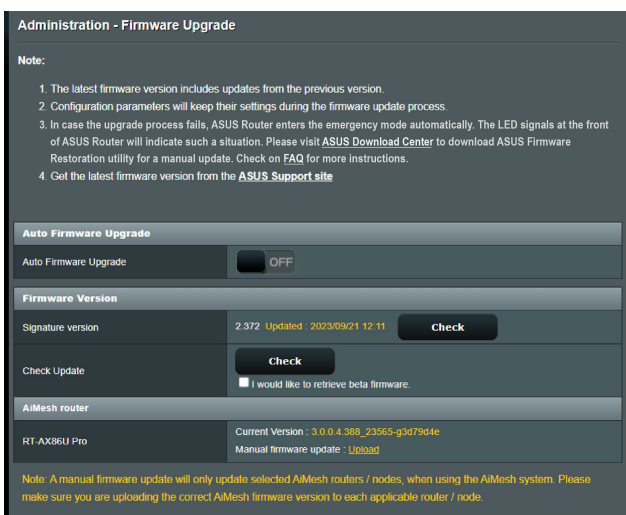 Administration - Firmware Upgrade
Note:
1. The latest firmware version includes updates from the previous version.
2. Configuration parameters will keep their settings during the firmware update process.
3. In case the upgrade process fails, ASUS Router enters the emergency mode automatically. The LED signals at the front
of ASUS Router will indicate such a situation. Please visit ASUS Download Center to download ASUS Firmware
Restoration utility for a manual update. Check on FAQ for more instructions.
4. Get the latest firmware version from the ASUS Support site
Auto Firmware Upgrade
Auto Firmware Upgrade OFF
Firmware Version
Signature version 2.372 Updated : 2023/09/21 12:11 Check
Check Update Check
I would like to retrieve beta firmware.
AiMesh router
RT-AX86U Pro Current Version : 3.0.0.4.388_23565-g3d79d4e
Manual firmware update : Upload
Note: A manual firmware update will only update selected AiMesh routers / nodes, when using the AiMesh system. Please
make sure you are uploading the correct AiMesh firmware version to each applicable router / node.